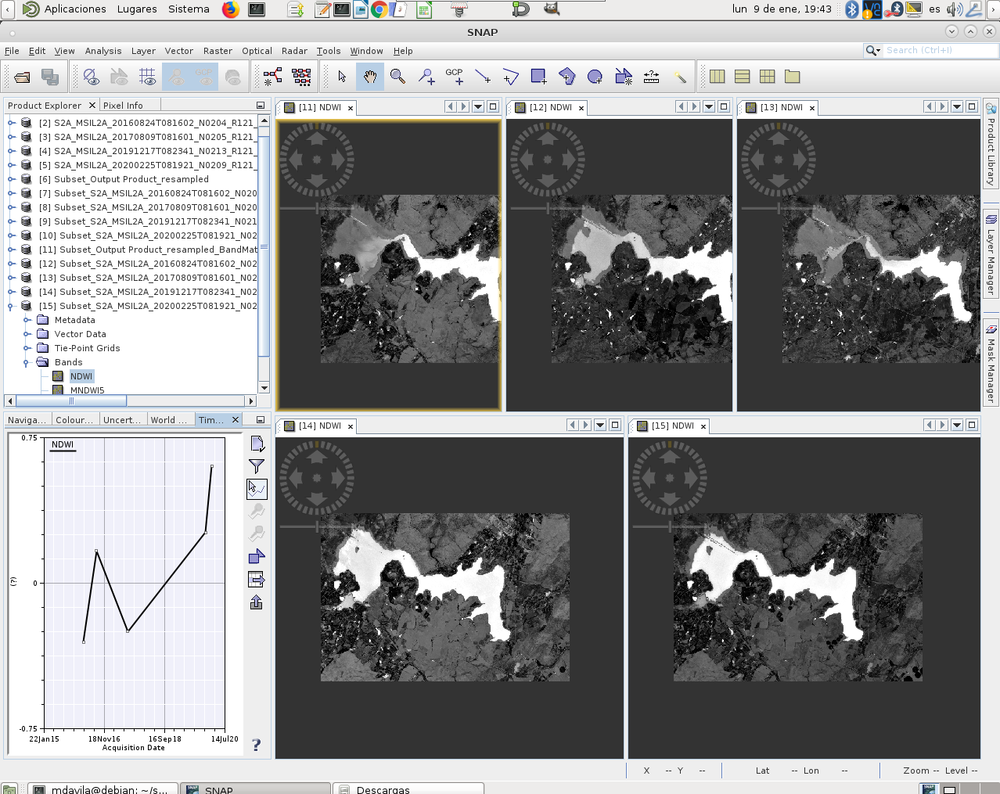 Aplicaciones Lugares Sistema lun 9 de ene, 19:43 es
SNAP
File Edit View Analysis Layer Vector Raster Optical Radar Tools Window Help Search (Ctrl+I)
GCP GCP
Product Explorer Pixel Info
[2] S2A_MSIL2A_20160824T081602_N0204_R121_
[3] S2A_MSIL2A_20170809T081601_N0205_R121_
[4] S2A_MSIL2A_20191217T082341_N0213_R121_
[5] S2A_MSIL2A_20200225T081921_N0209_R121_
[6] Subset_Output Product_resampled
[7] Subset_S2A_MSIL2A_20160824T081602_N020
[8] Subset_S2A_MSIL2A_20170809T081601_N020
[9] Subset_S2A_MSIL2A_20191217T082341_N021
[10] Subset_S2A_MSIL2A_20200225T081921_N02
[11] Subset_Output Product_resampled_BandMat
[12] Subset_S2A_MSIL2A_20160824T081602_N02
[13] Subset_S2A_MSIL2A_20170809T081601_N02
[14] Subset_S2A_MSIL2A_20191217T082341_N02
[15] Subset_S2A_MSIL2A_20200225T081921_N02
Metadata
Vector Data
Tie-Point Grids
Bands
NDWI
MNDWI5
[11] NDWI
[12] NDWI
[13] NDWI
Product Library
Layer Manager
Mask Manager
Naviga... Colour... Uncert... World ... Tim...
0.75
NDWI
0
(?)
-0.75
22Jan15 18Nov16 16Sep18 14Jul20
Acquisition Date
?
[14] NDWI
[15] NDWI
X -- Y -- Lat -- Lon -- Zoom -- Level --
mdavila@debian: ~/s... SNAP Descargas